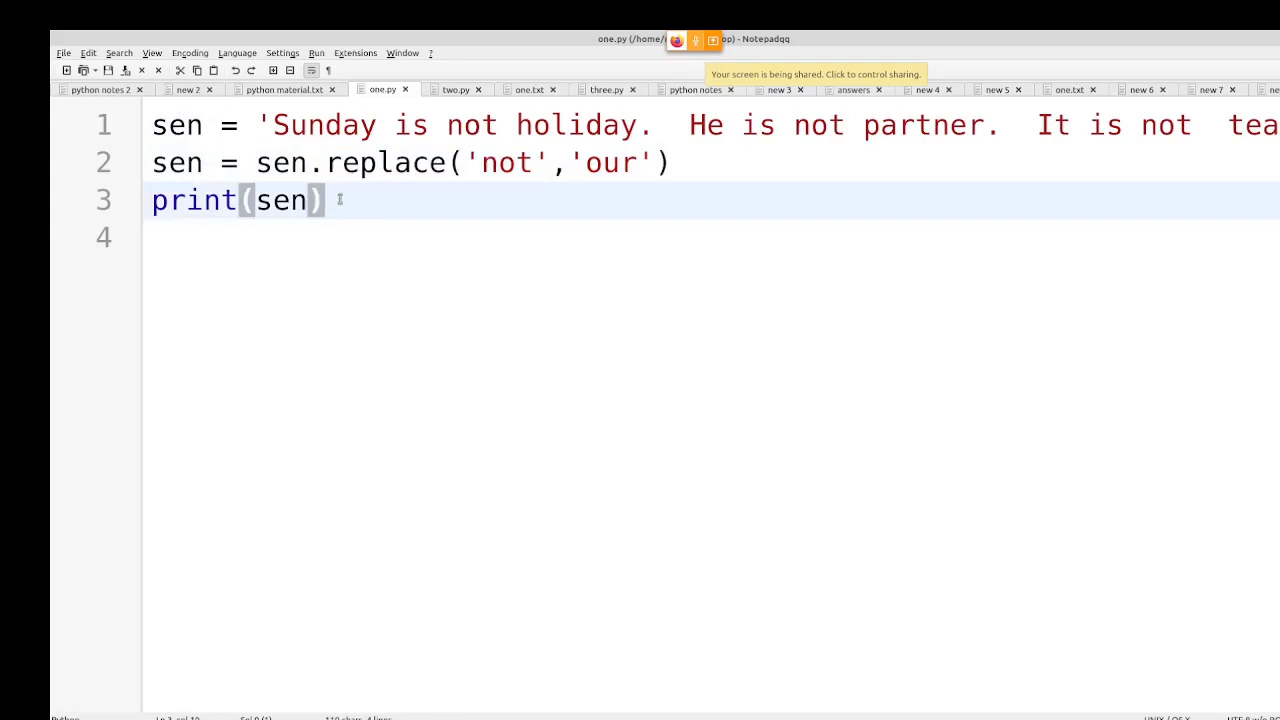 one.py (/home/ op) - Notepadqq
Your screen is being shared. Click to control sharing.
File Edit Search View Encoding Language Settings Run Extensions Window ?
python notes 2 new 2 python material.txt one.py two.py one.txt three.py python notes new 3 answers new 4 new 5 one.txt new 6 new 7
1 sen = 'Sunday is not holiday.  He is not partner.  It is not  tea
2 sen = sen.replace('not','our')
3 print(sen)
4